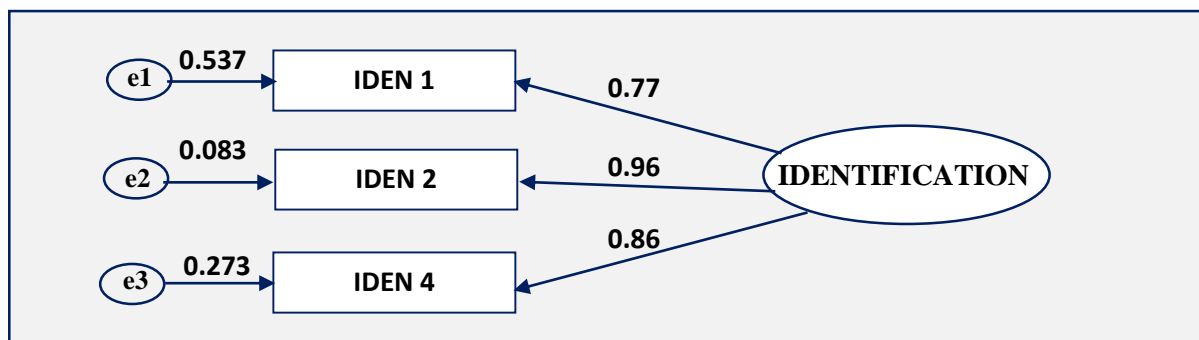 e1 0.537 IDEN 1 0.77
e2 0.083 IDEN 2 0.96 IDENTIFICATION
e3 0.273 IDEN 4 0.86